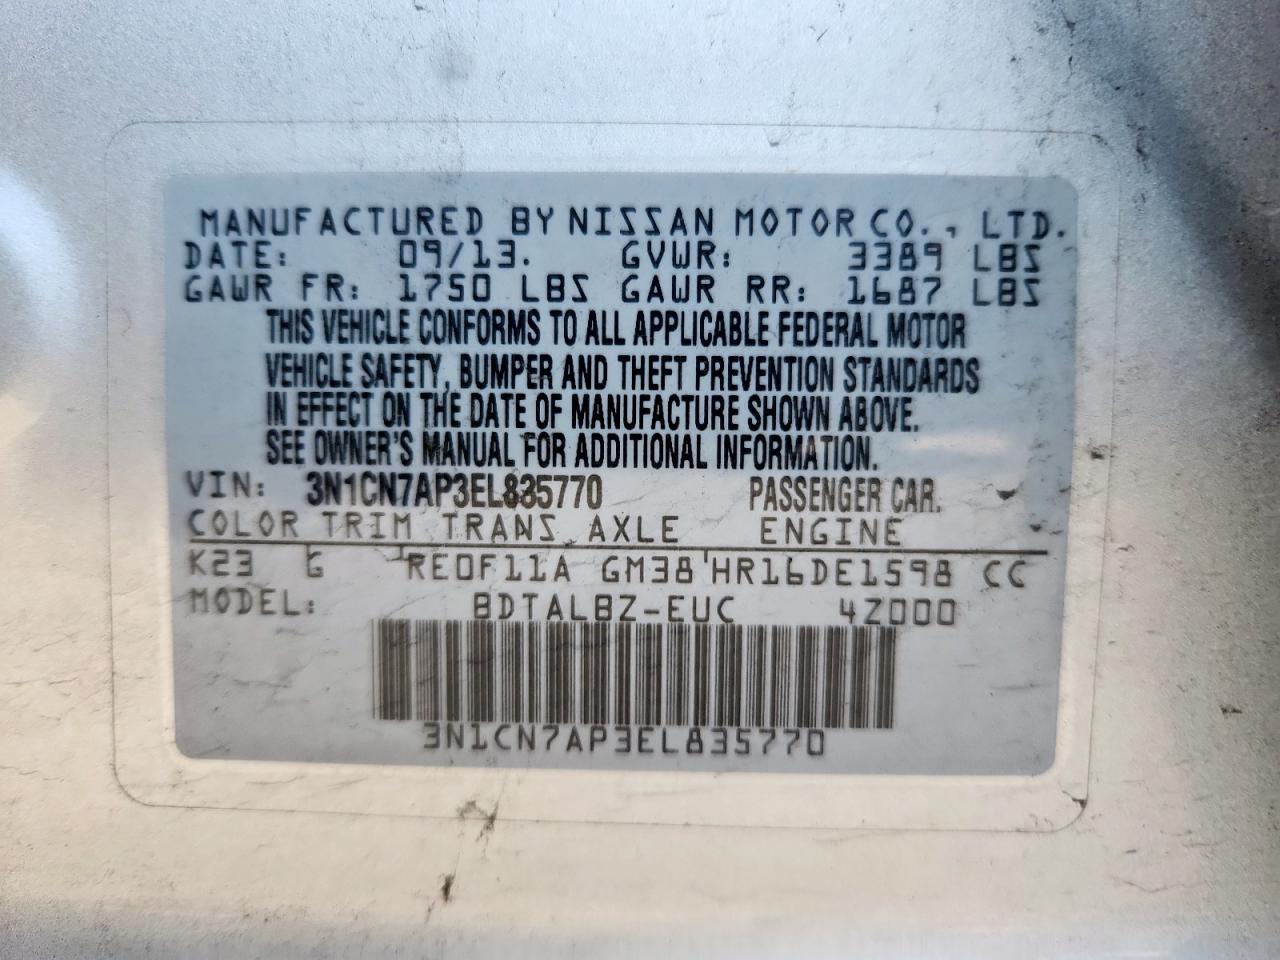 MANUFACTURED BY NISSAN MOTOR CO., LTD.
DATE: 09/13. GVWR: 3389 LBS
GAWR FR: 1750 LBS GAWR RR: 1687 LBS
THIS VEHICLE CONFORMS TO ALL APPLICABLE FEDERAL MOTOR
VEHICLE SAFETY, BUMPER AND THEFT PREVENTION STANDARDS
IN EFFECT ON THE DATE OF MANUFACTURE SHOWN ABOVE.
SEE OWNER'S MANUAL FOR ADDITIONAL INFORMATION.
VIN: 3N1CN7AP3EL835770 PASSENGER CAR.
COLOR TRIM TRANS AXLE ENGINE
K23 G RE0F11A GM38 HR16DE1598 CC
MODEL: BDTALBZ-EUC 4Z000
3N1CN7AP3EL835770